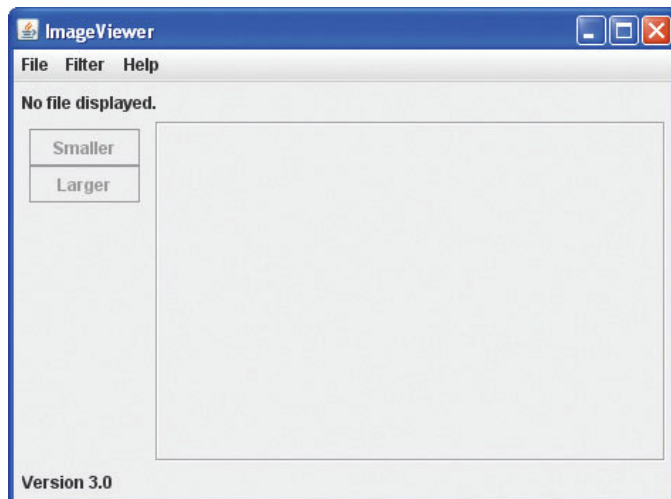 ImageViewer
File Filter Help
No file displayed.
Smaller
Larger
Version 3.0